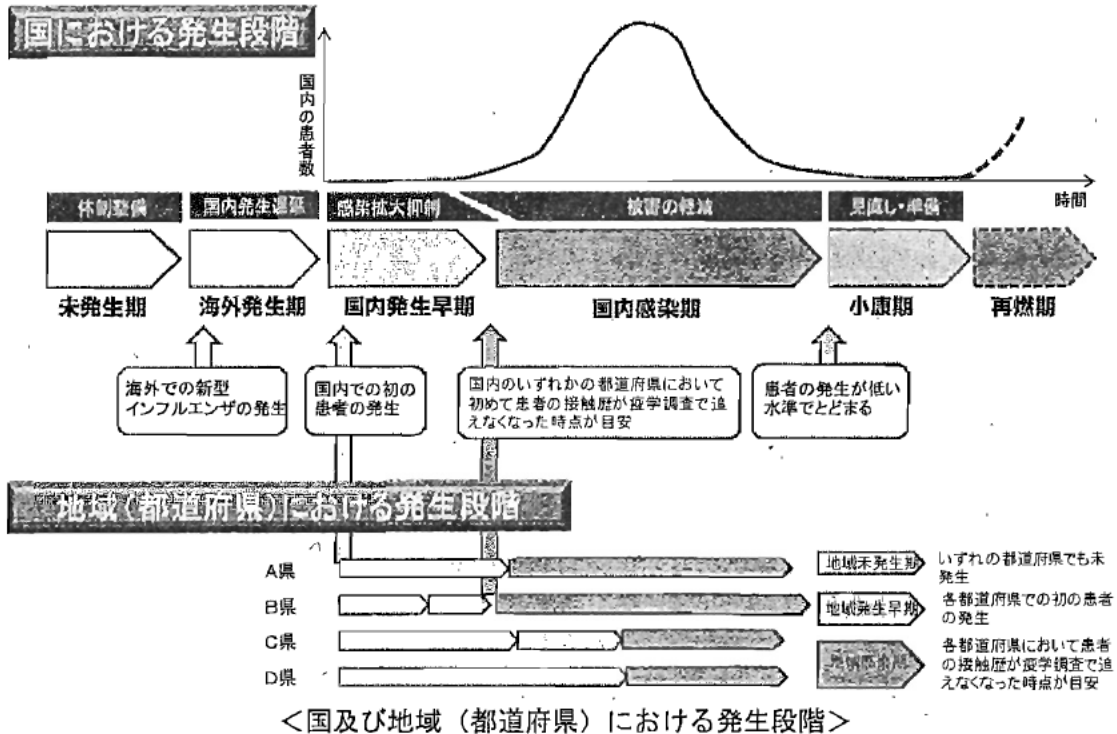 国における発生段階
国内の患者数
時間
体制整備
国内発生遅延
感染拡大抑制
被害の軽減
見直し・準備
未発生期
海外発生期
国内発生早期
国内感染期
小康期
再燃期
海外での新型
インフルエンザの発生
国内での初の
患者の発生
国内のいずれかの都道府県において
初めて患者の接触歴が疫学調査で追
えなくなった時点が目安
患者の発生が低い
水準でとどまる
地域(都道府県)における発生段階
A県
B県
C県
D県
地域未発生期
いずれの都道府県でも未
発生
地域発生早期
各都道府県での初の患者
の発生
各都道府県において患者
の接触歴が疫学調査で追
えなくなった時点が目安
<国及び地域（都道府県）における発生段階>